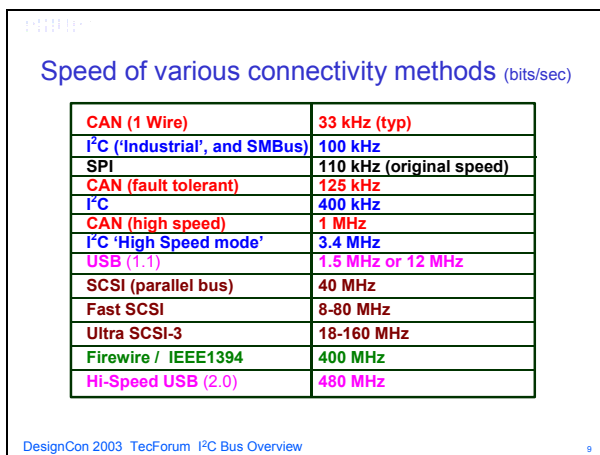 Speed of various connectivity methods (bits/sec)
CAN (1 Wire) 33 kHz (typ)
I²C ('Industrial', and SMBus) 100 kHz
SPI 110 kHz (original speed)
CAN (fault tolerant) 125 kHz
I²C 400 kHz
CAN (high speed) 1 MHz
I²C 'High Speed mode' 3.4 MHz
USB (1.1) 1.5 MHz or 12 MHz
SCSI (parallel bus) 40 MHz
Fast SCSI 8-80 MHz
Ultra SCSI-3 18-160 MHz
Firewire / IEEE1394 400 MHz
Hi-Speed USB (2.0) 480 MHz
DesignCon 2003 TecForum I²C Bus Overview 9